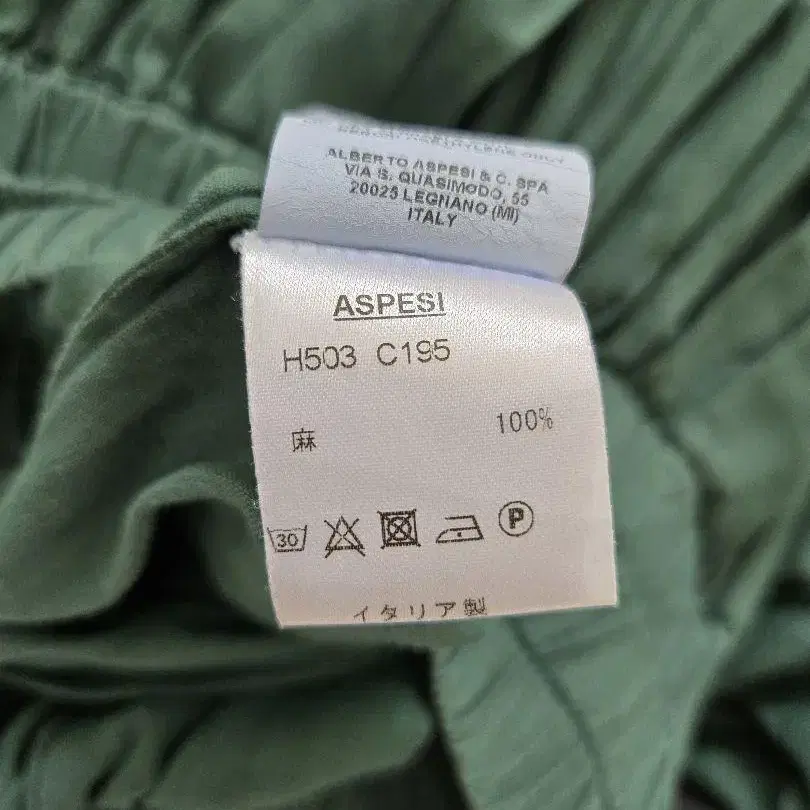 ALBERTO ASPESI & C. SPA
VIA S. QUASIMODO, 55
20025 LEGNANO (MI)
ITALY
ASPESI
H503 C195
麻 100%
30 P
イタリア製